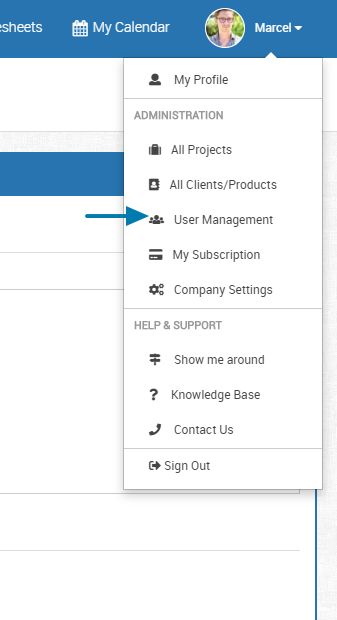 esheets
My Calendar
Marcel
My Profile
ADMINISTRATION
All Projects
All Clients/Products
User Management
My Subscription
Company Settings
HELP & SUPPORT
Show me around
Knowledge Base
Contact Us
Sign Out